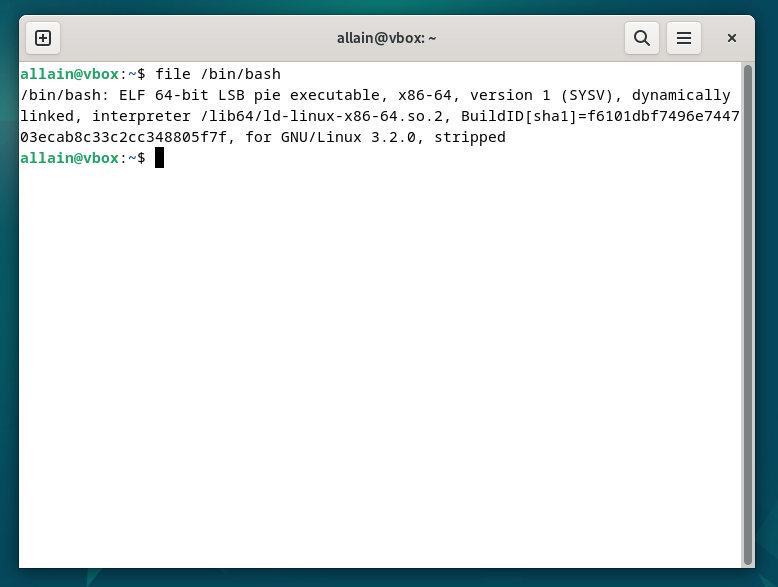 allain@vbox: ~
allain@vbox:~$ file /bin/bash
/bin/bash: ELF 64-bit LSB pie executable, x86-64, version 1 (SYSV), dynamically
linked, interpreter /lib64/ld-linux-x86-64.so.2, BuildID[sha1]=f6101dbf7496e7447
03ecab8c33c2cc348805f7f, for GNU/Linux 3.2.0, stripped
allain@vbox:~$